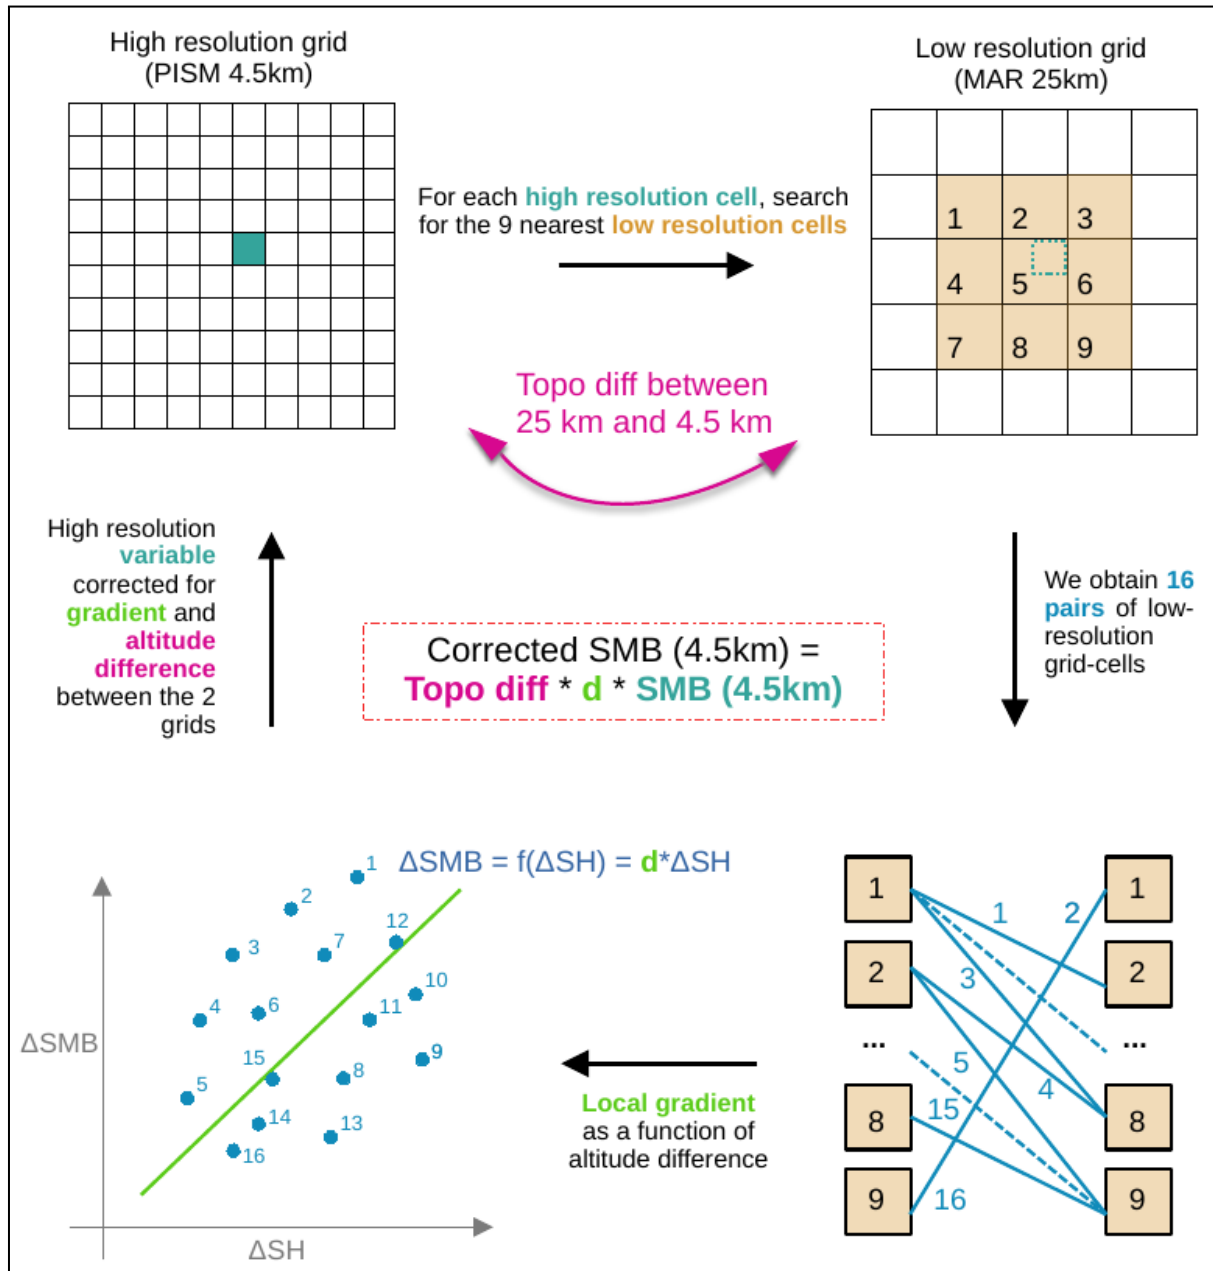 High resolution grid
(PISM 4.5km)
Low resolution grid
(MAR 25km)
For each high resolution cell, search
for the 9 nearest low resolution cells
1 2 3
4 5 6
7 8 9
Topo diff between
25 km and 4.5 km
High resolution
variable
corrected for
gradient and
altitude
difference
between the 2
grids
We obtain 16
pairs of low-
resolution
grid-cells
Corrected SMB (4.5km) =
Topo diff * d * SMB (4.5km)
ΔSMB = f(ΔSH) = d*ΔSH
1
2
12
3
7
10
4
6
11
9
ΔSMB
15
8
5
14
13
16
ΔSH
Local gradient
as a function of
altitude difference
1 1 2 1
2 3 2
... ...
5 4
8 15 8
9 16 9